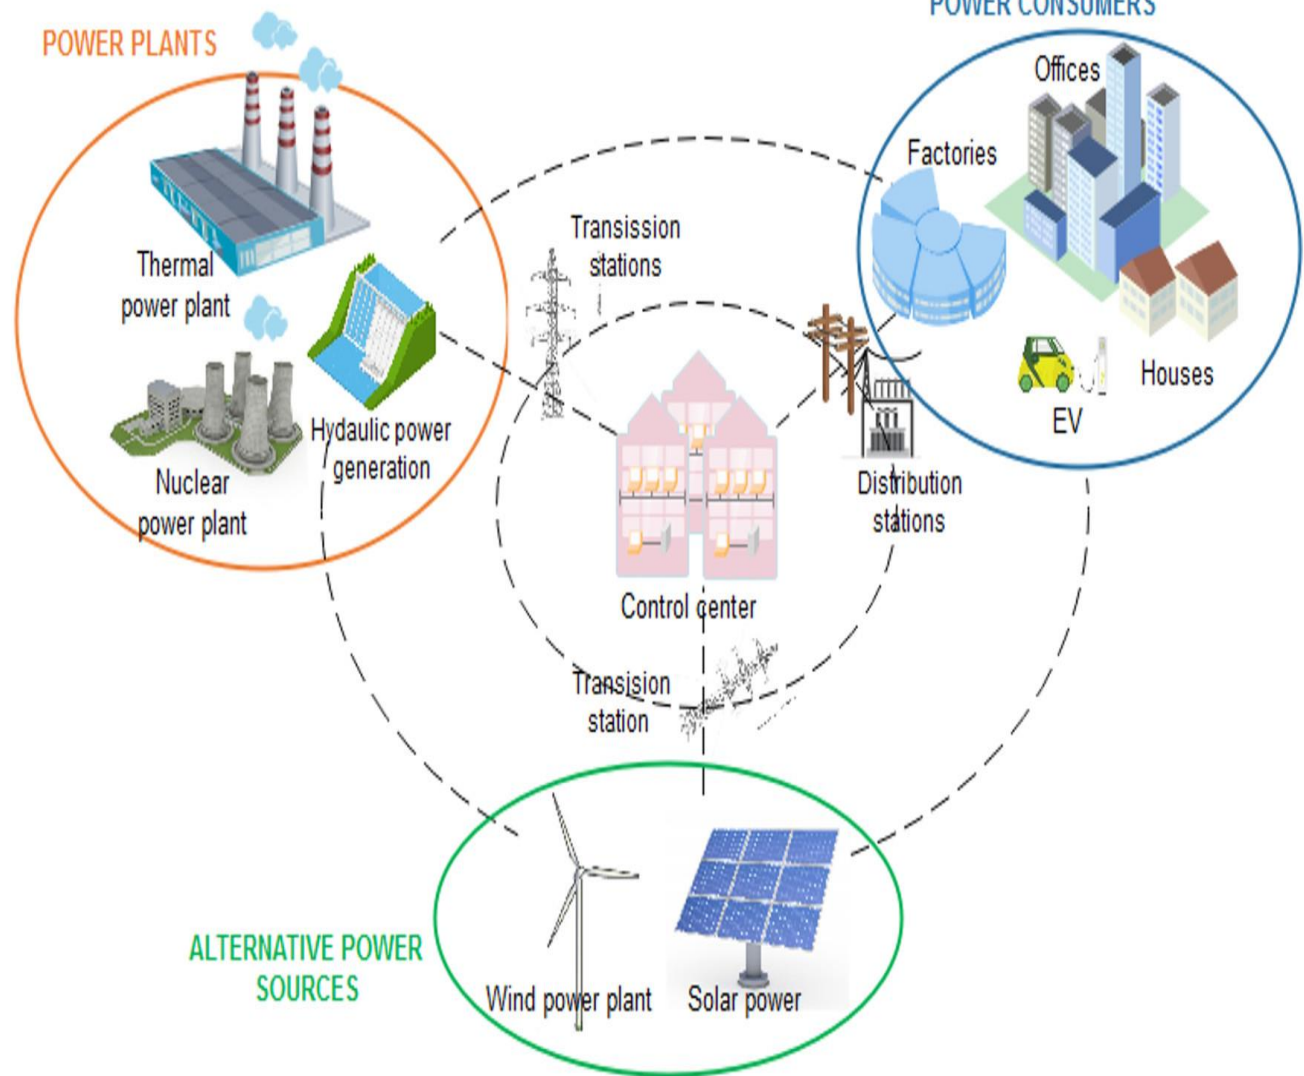 POWER PLANTS
POWER CONSUMERS
Offices
Factories
Transission
stations
Thermal
power plant
Houses
EV
Hydaulic power
generation
Nuclear
power plant
Distribution
stations
Control center
Transision
station
ALTERNATIVE POWER
SOURCES
Wind power plant
Solar power